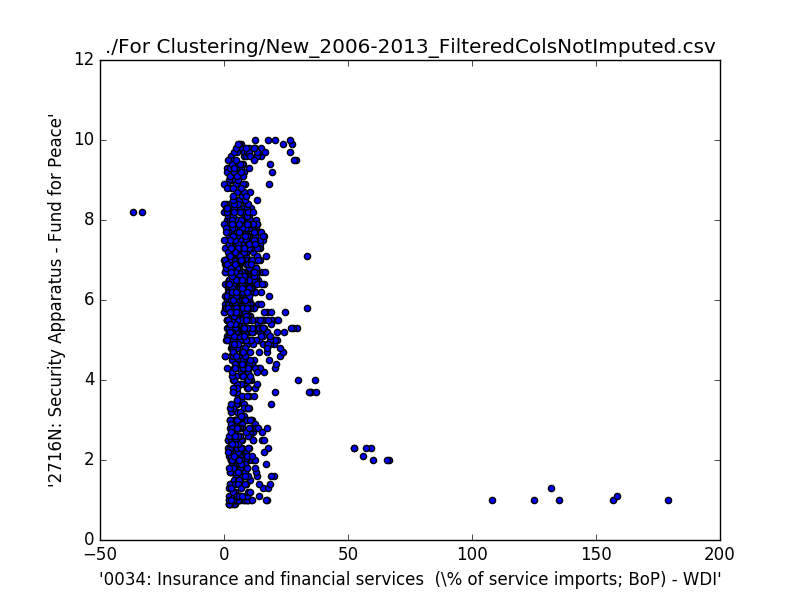 ./For Clustering/New_2006-2013_FilteredColsNotImputed.csv
12
10
8
6
4
2
0
'2716N: Security Apparatus - Fund for Peace'
−50 0 50 100 150 200
'0034: Insurance and financial services (\% of service imports; BoP) - WDI'